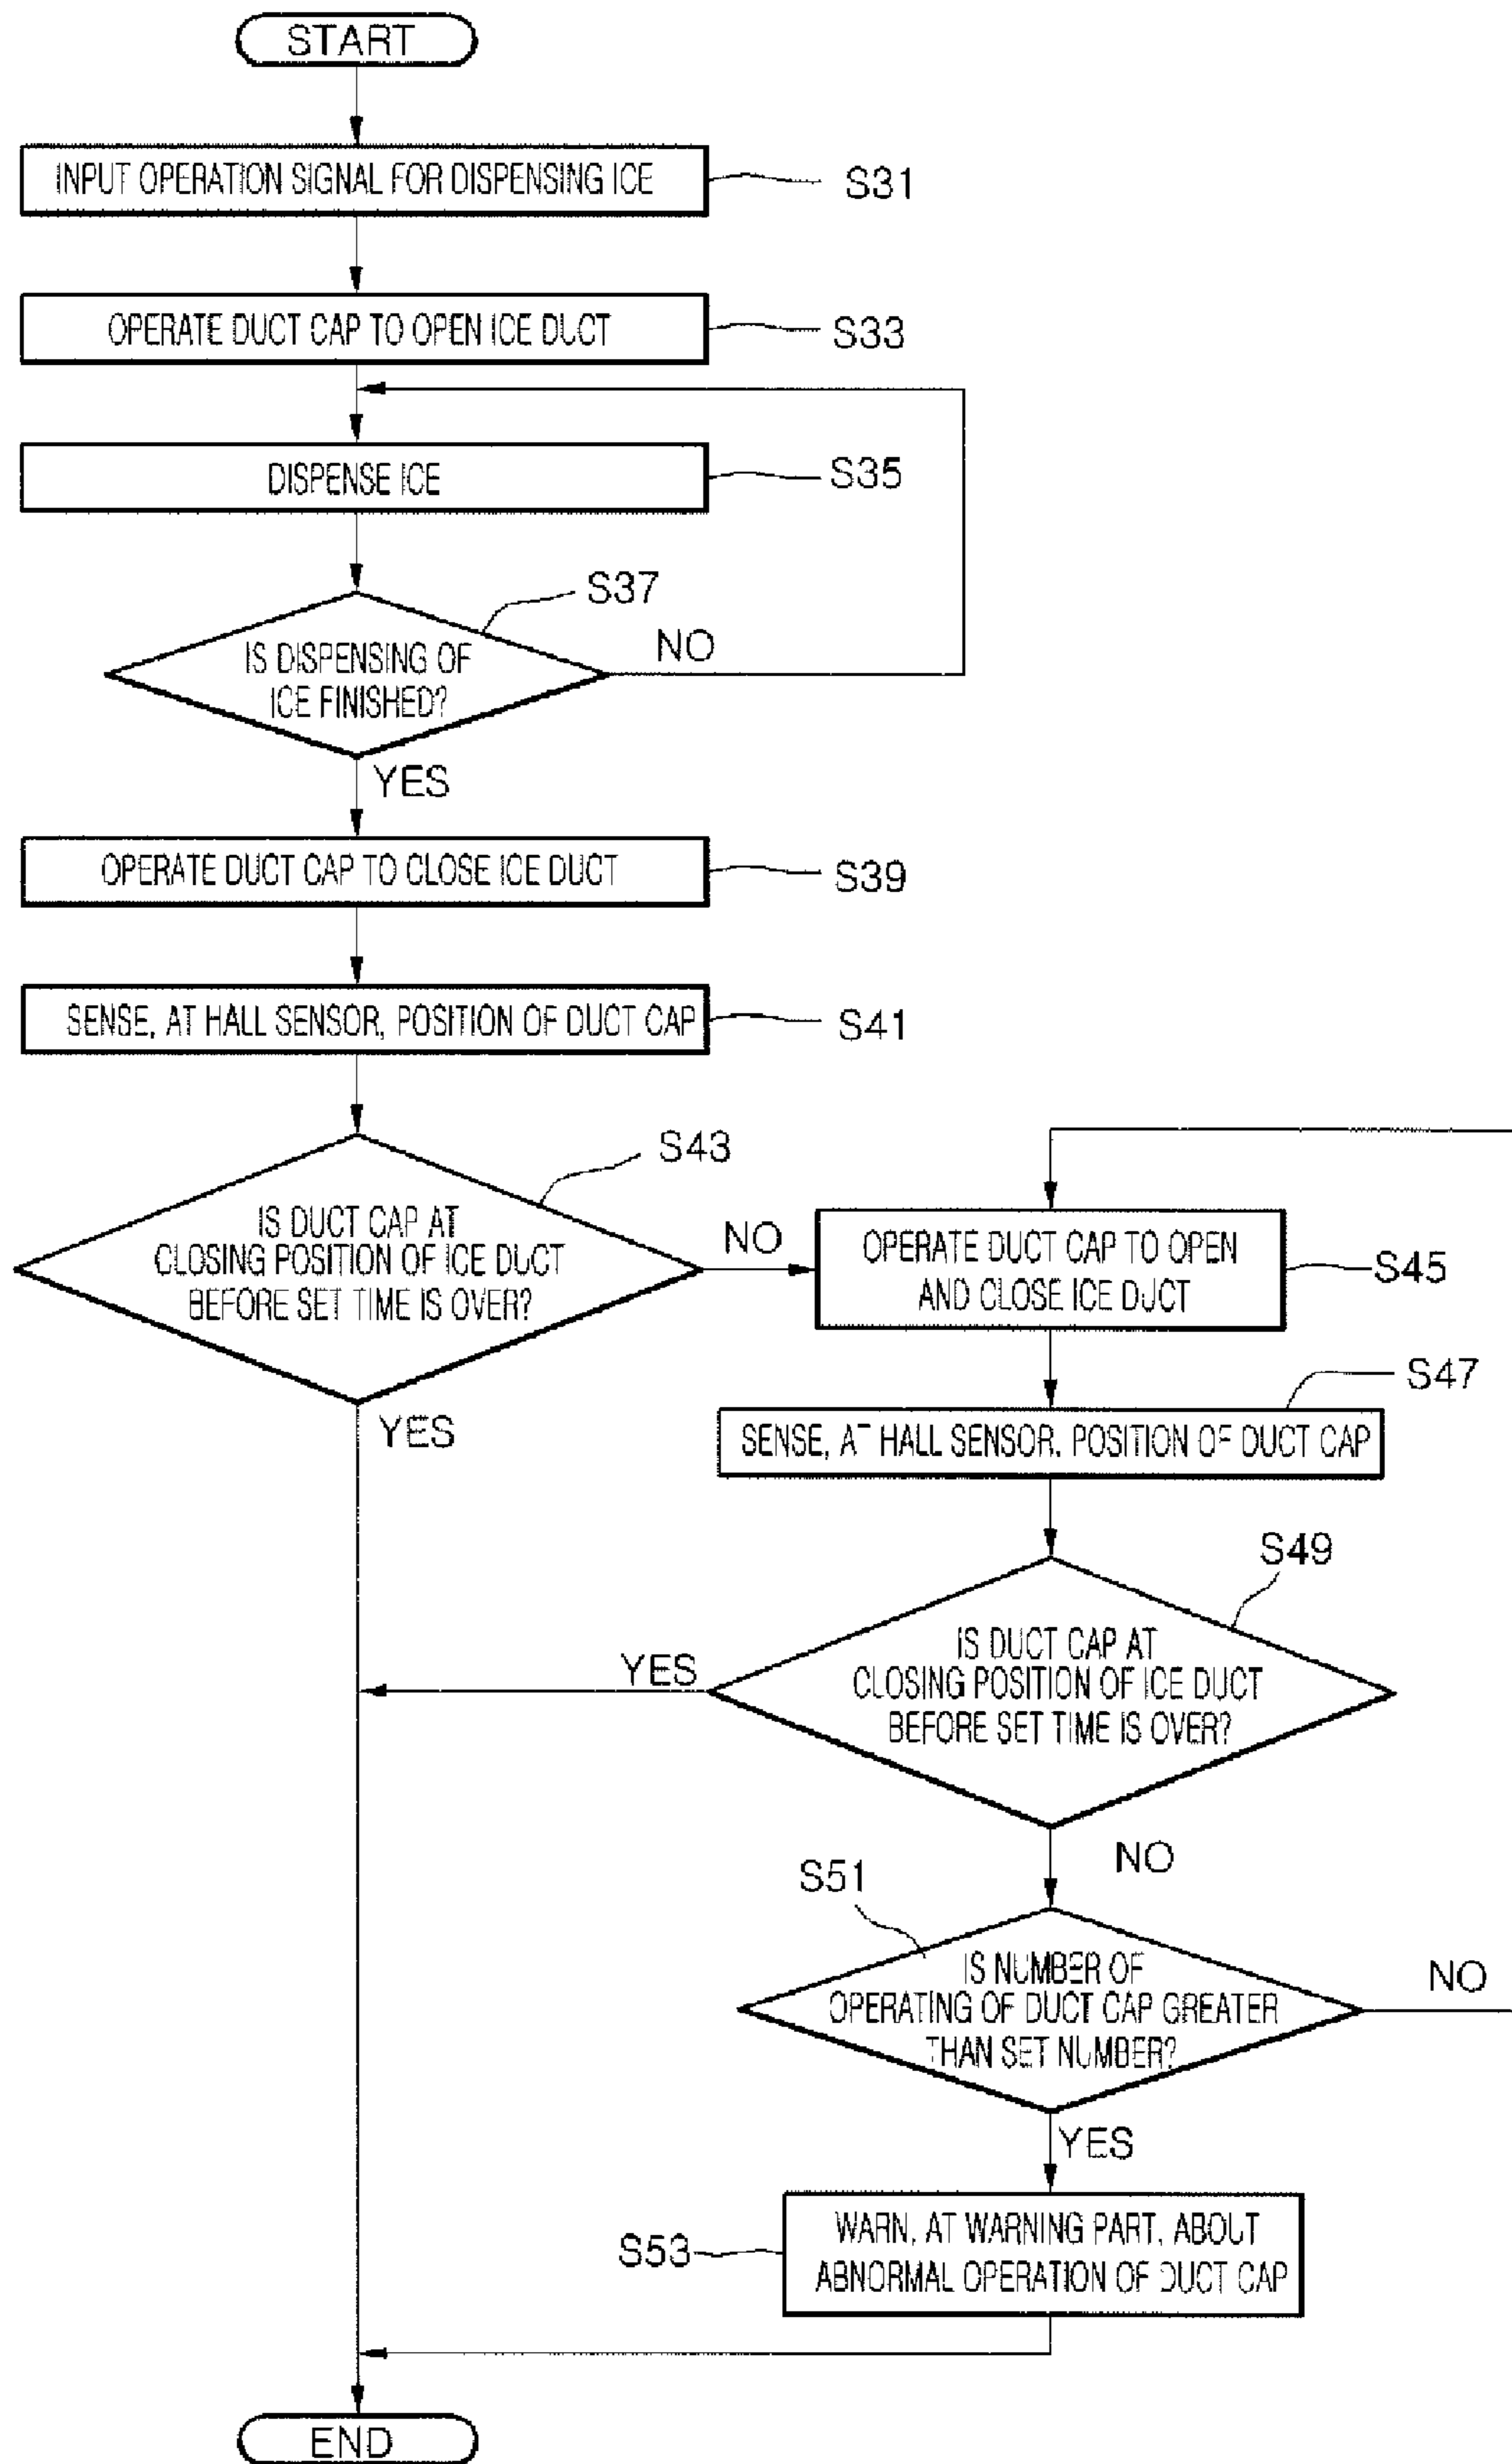 START
INPUT OPERATION SIGNAL FOR DISPENSING ICE
S31
OPERATE DUCT CAP TO OPEN ICE DUCT
S33
DISPENSE ICE
S35
S37
IS DISPENSING OF
ICE FINISHED?
NO
YES
OPERATE DUCT CAP TO CLOSE ICE DUCT
S39
SENSE, AT HALL SENSOR, POSITION OF DUCT CAP
S41
S43
IS DUCT CAP AT
CLOSING POSITION OF ICE DUCT
BEFORE SET TIME IS OVER?
NO
YES
OPERATE DUCT CAP TO OPEN
AND CLOSE ICE DUCT
S45
S47
SENSE, AT HALL SENSOR, POSITION OF DUCT CAP
S49
IS DUCT CAP AT
CLOSING POSITION OF ICE DUCT
BEFORE SET TIME IS OVER?
YES
NO
S51
IS NUMBER OF
OPERATING OF DUCT CAP GREATER
THAN SET NUMBER?
NO
YES
S53
WARN, AT WARNING PART, ABOUT
ABNORMAL OPERATION OF DUCT CAP
END